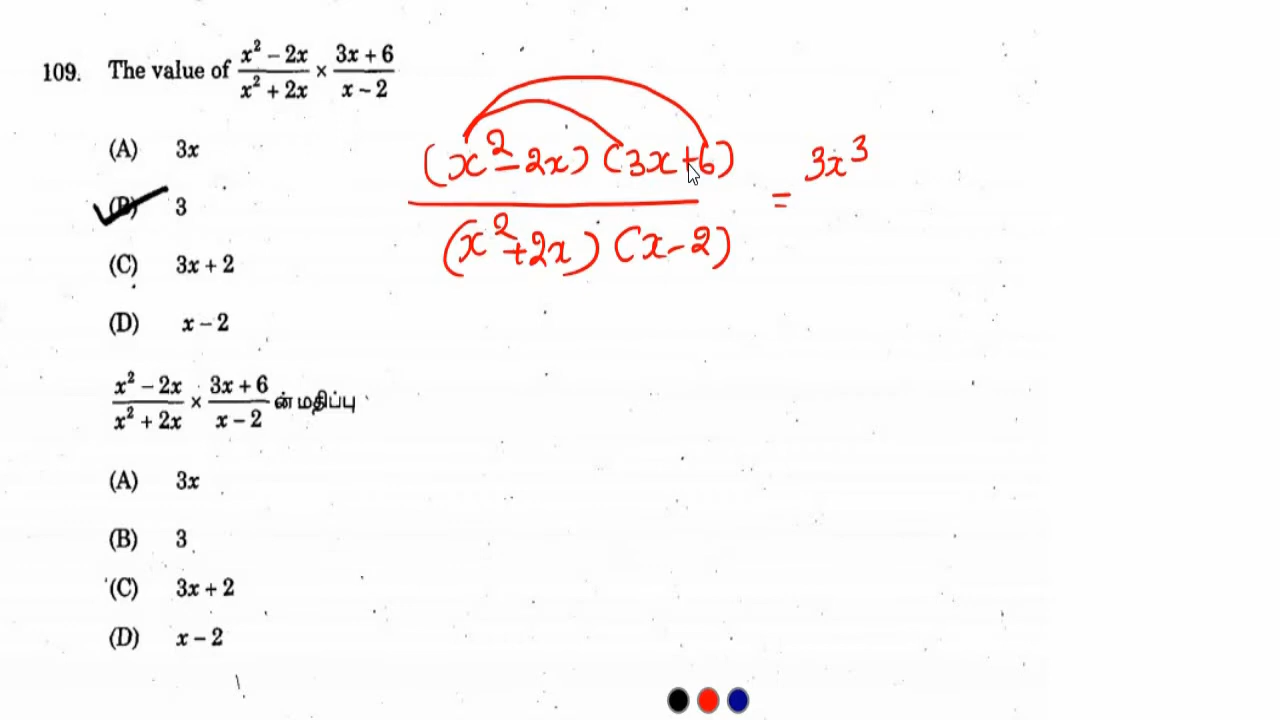 109. The value of (x² – 2x)/(x² + 2x) × (3x + 6)/(x – 2)
(A) 3x
(B) 3
(C) 3x + 2
(D) x – 2
(x² – 2x) (3x + 6) / (x² + 2x) (x – 2) = 3x³
(x² – 2x)/(x² + 2x) × (3x + 6)/(x – 2) ன் மதிப்பு
(A) 3x
(B) 3
(C) 3x + 2
(D) x – 2